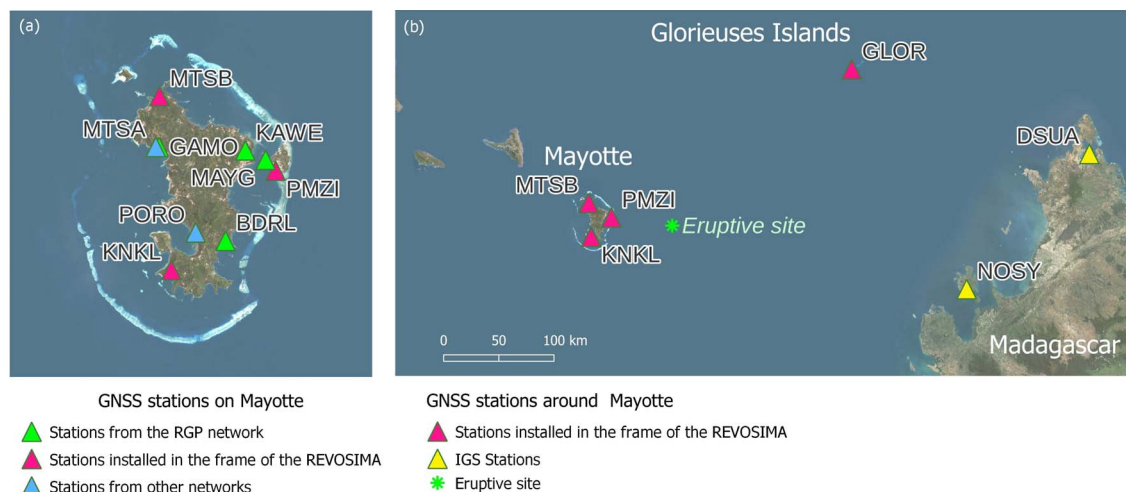 (a)
MTSB
MTSA
GAMO
KAWE
MAYG
PMZI
PORO
BDRL
KNKL
(b)
Glorieuses Islands
GLOR
DSUA
Mayotte
MTSB
PMZI
Eruptive site
KNKL
NOSY
0 50 100 km
Madagascar
GNSS stations on Mayotte
Stations from the RGP network
Stations installed in the frame of the REVOSIMA
Stations from other networks
GNSS stations around Mayotte
Stations installed in the frame of the REVOSIMA
IGS Stations
Eruptive site